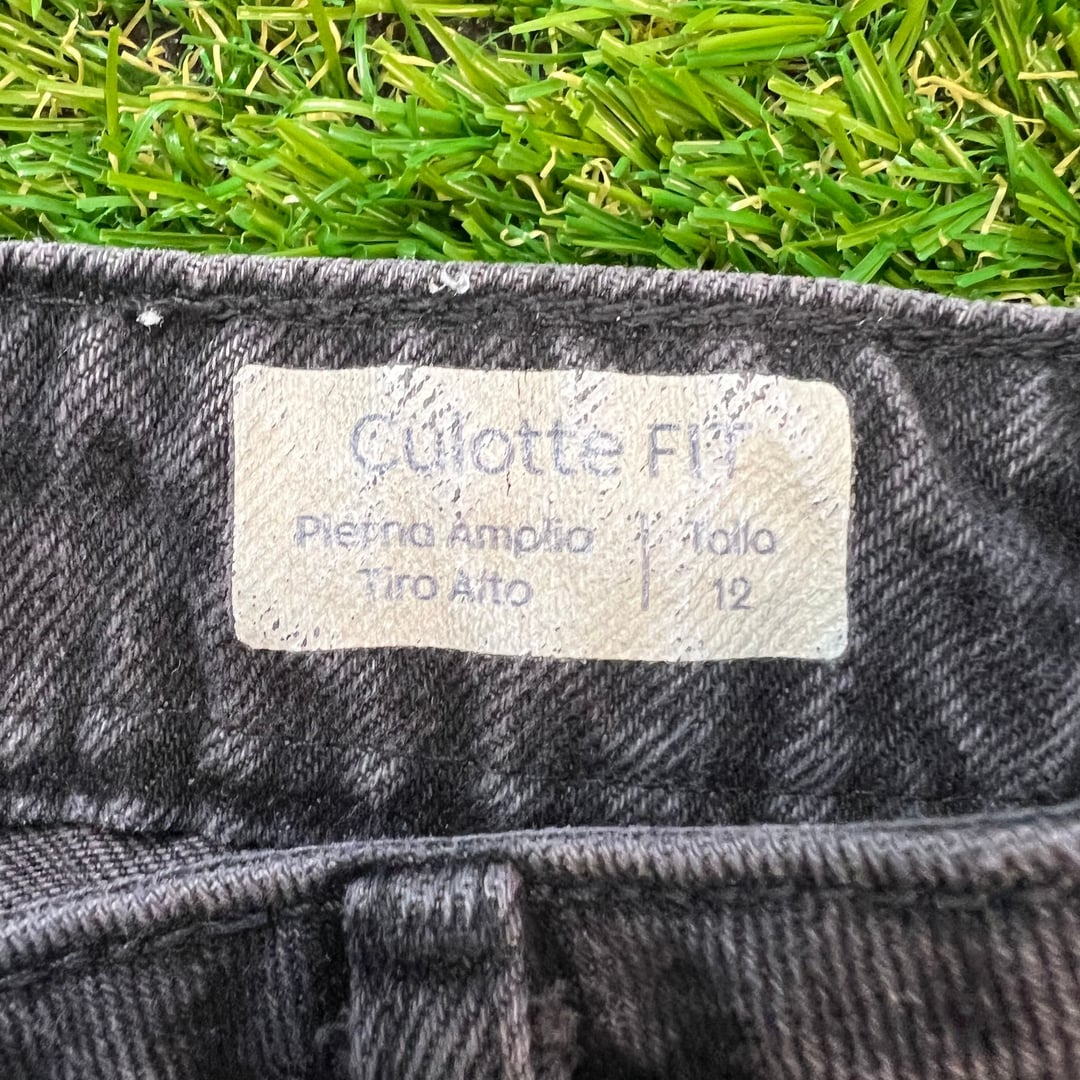 Culotte FIT
Pierna Amplia | Talla
Tiro Alto | 12